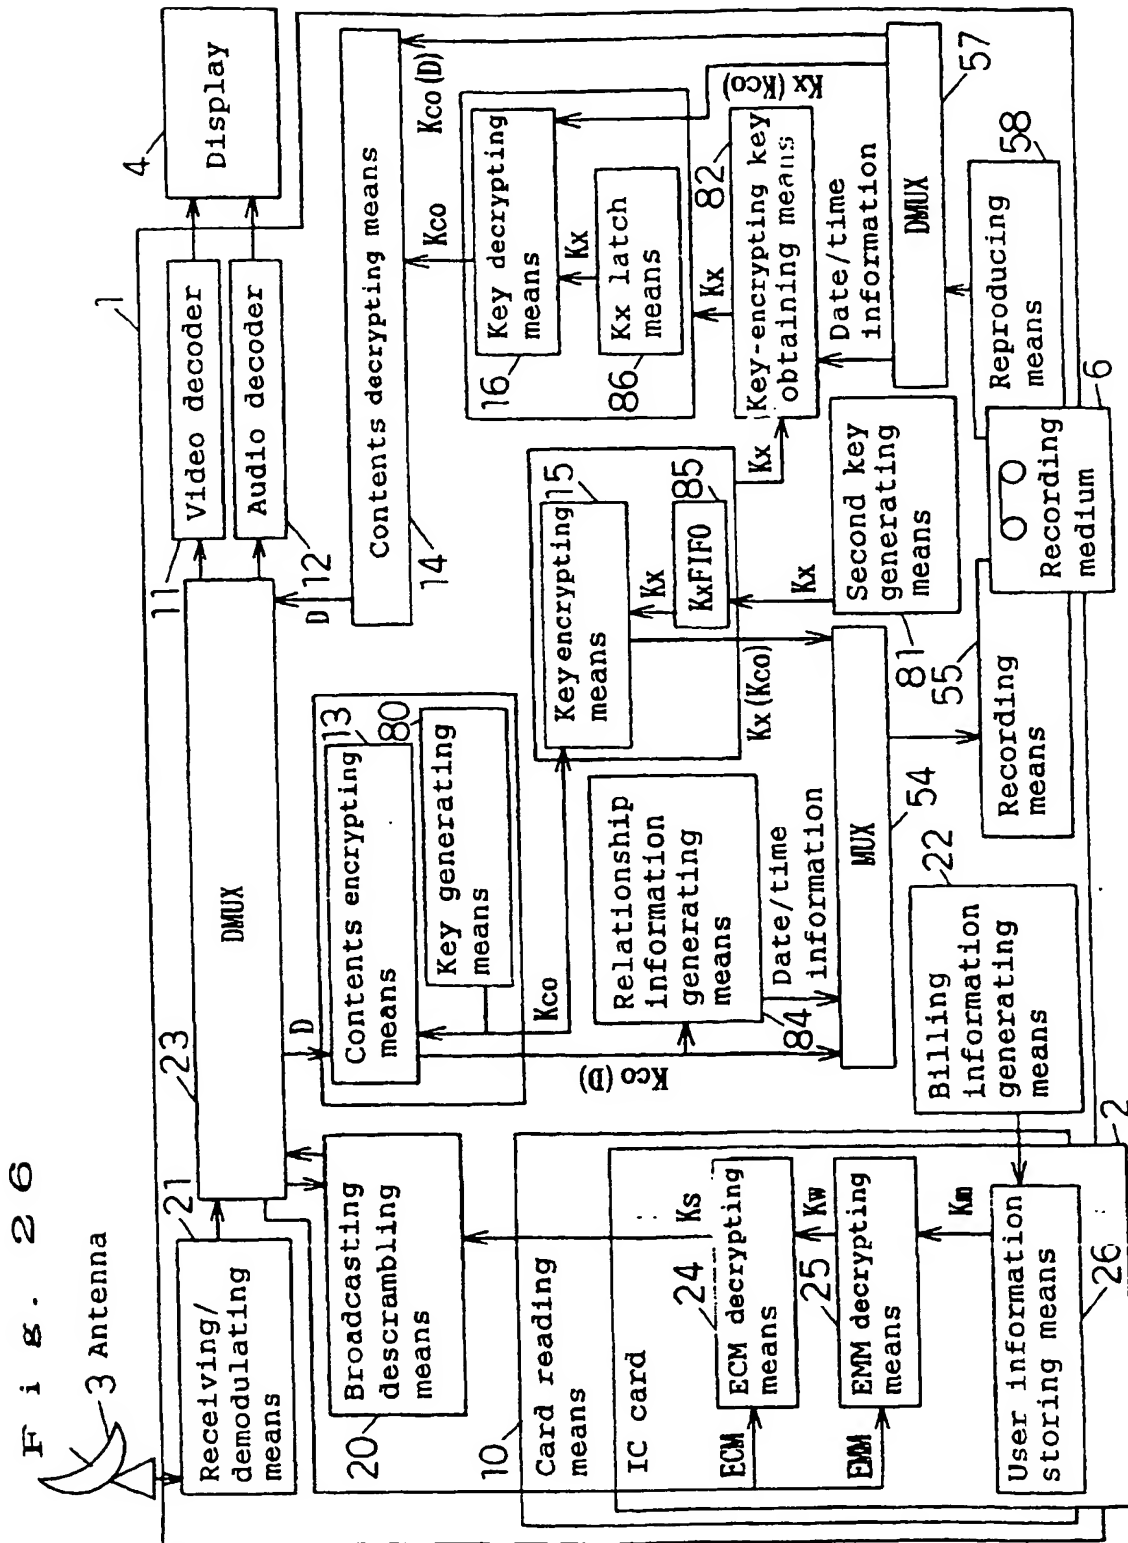 Fig. 26
3 Antenna
Receiving/
demodulating
means
21
23
DMUX
11
Video decoder
12
Audio decoder
1
4
Display
20
Broadcasting
descrambling
means
D
Contents encrypting
means
13
Key generating
means
80
Kco
Kco(D)
D
14
Contents decrypting means
Kco(D)
Kco
Key decrypting
means
16
Kx
Kx latch
means
86
Kx
Kx(Kco)
Key encrypting
means
15
Kx
KxFIFO
85
Kx
Kx
Kx(Kco)
Key-encrypting key
obtaining means
82
Date/time
information
DMUX
57
Second key
generating
means
81
Relationship
information
generating
means
84
Date/time
information
MUX
54
Recording
means
55
Recording
medium
6
Reproducing
means
58
Billing
information
generating
means
22
10
Card reading
means
IC card
2
Ks
ECM decrypting
means
24
ECM
Kw
EMM decrypting
means
25
EMM
Km
User information
storing means
26